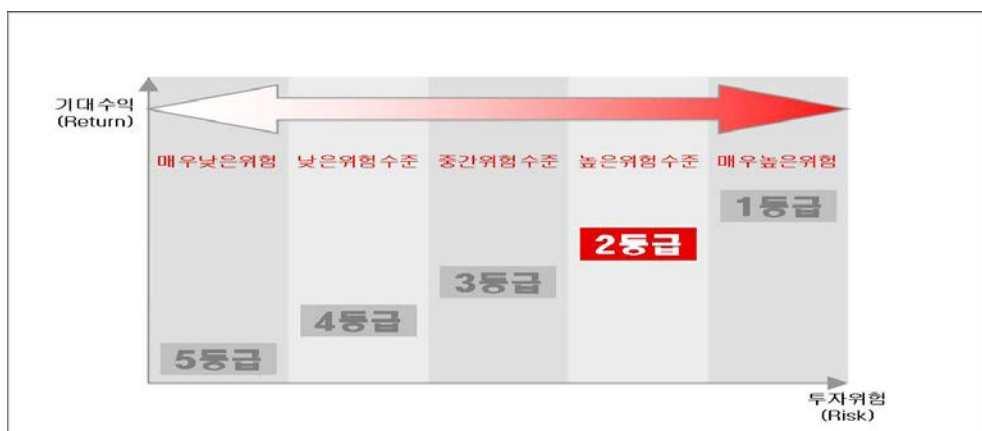 기대수익
(Return)
매우낮은위험 낮은위험수준 중간위험수준 높은위험수준 매우높은위험
1등급
2등급
3등급
4등급
5등급
투자위험
(Risk)